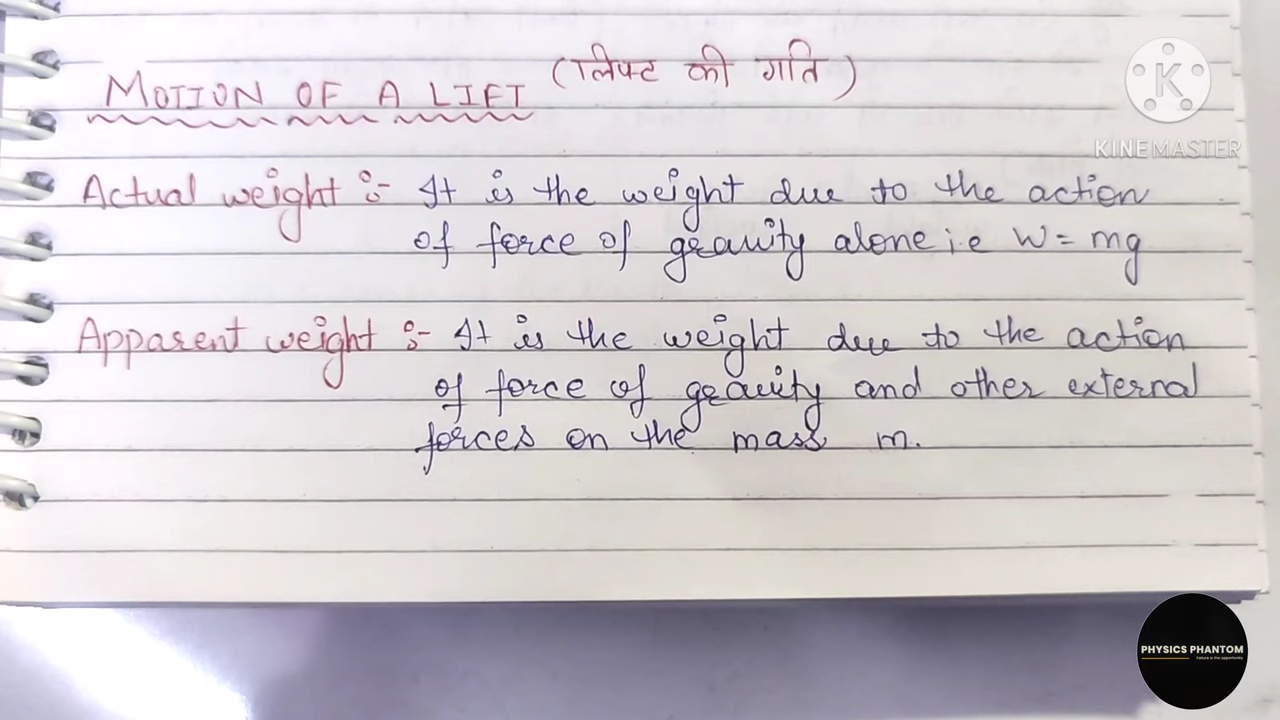 MOTION OF A LIFT (लिफ्ट की गति)
K
KINEMASTER
Actual weight :- It is the weight due to the action
of force of gravity alone i.e W = mg
Apparent weight :- It is the weight due to the action
of force of gravity and other external
forces on the mass m.
PHYSICS PHANTOM